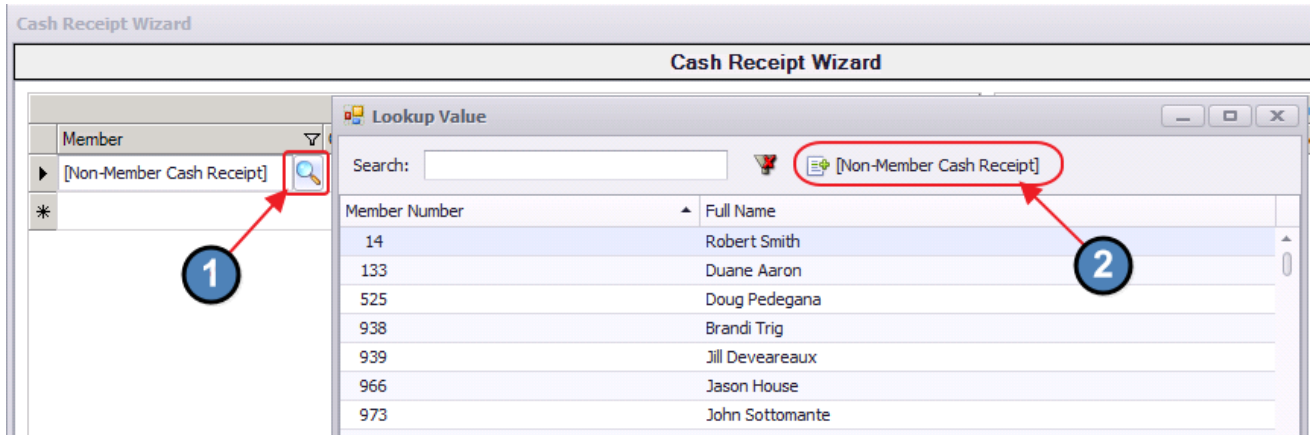 Cash Receipt Wizard
Cash Receipt Wizard
Lookup Value
Member
[Non-Member Cash Receipt]
1
Search:
[Non-Member Cash Receipt]
2
Member Number Full Name
14 Robert Smith
133 Duane Aaron
525 Doug Pedegana
938 Brandi Trig
939 Jill Deveareaux
966 Jason House
973 John Sottomante